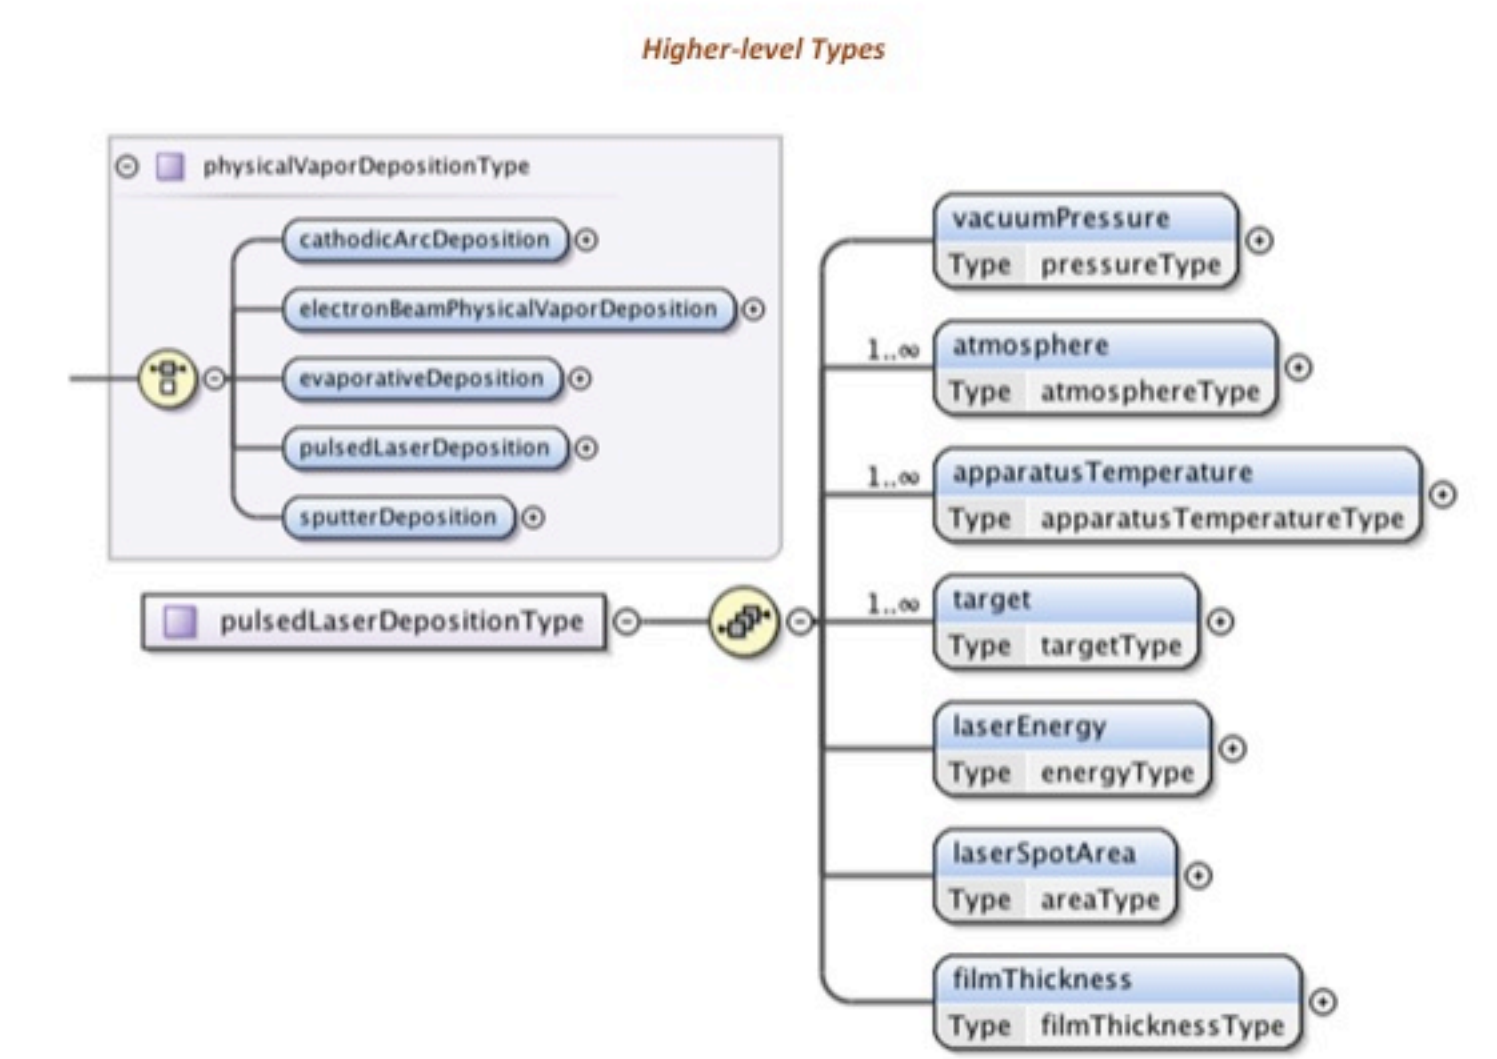 Higher-level Types
physicalVaporDepositionType
cathodicArcDeposition
electronBeamPhysicalVaporDeposition
evaporativeDeposition
pulsedLaserDeposition
sputterDeposition
pulsedLaserDepositionType
vacuumPressure
Type pressureType
1..∞
atmosphere
Type atmosphereType
1..∞
apparatusTemperature
Type apparatusTemperatureType
1..∞
target
Type targetType
laserEnergy
Type energyType
laserSpotArea
Type areaType
filmThickness
Type filmThicknessType